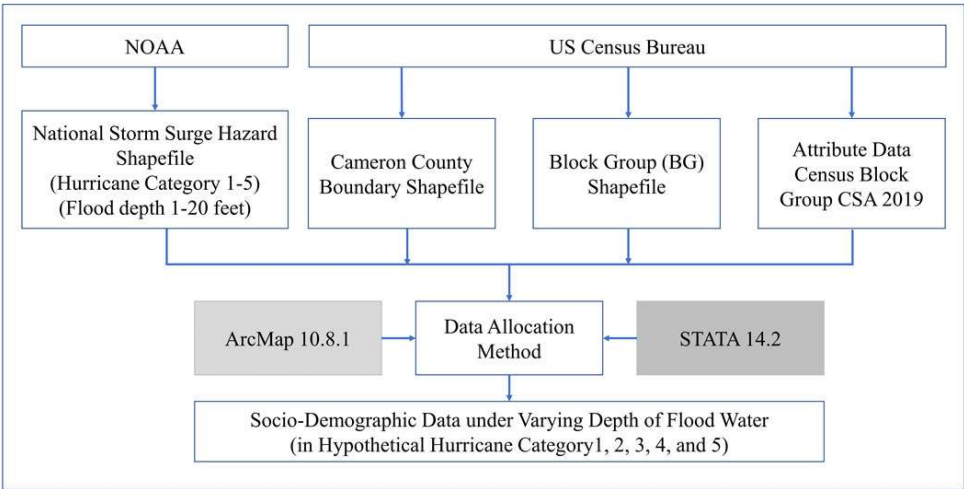 NOAA
US Census Bureau
National Storm Surge Hazard
Shapefile
(Hurricane Category 1-5)
(Flood depth 1-20 feet)
Cameron County
Boundary Shapefile
Block Group (BG)
Shapefile
Attribute Data
Census Block
Group CSA 2019
ArcMap 10.8.1
Data Allocation
Method
STATA 14.2
Socio-Demographic Data under Varying Depth of Flood Water
(in Hypothetical Hurricane Category1, 2, 3, 4, and 5)